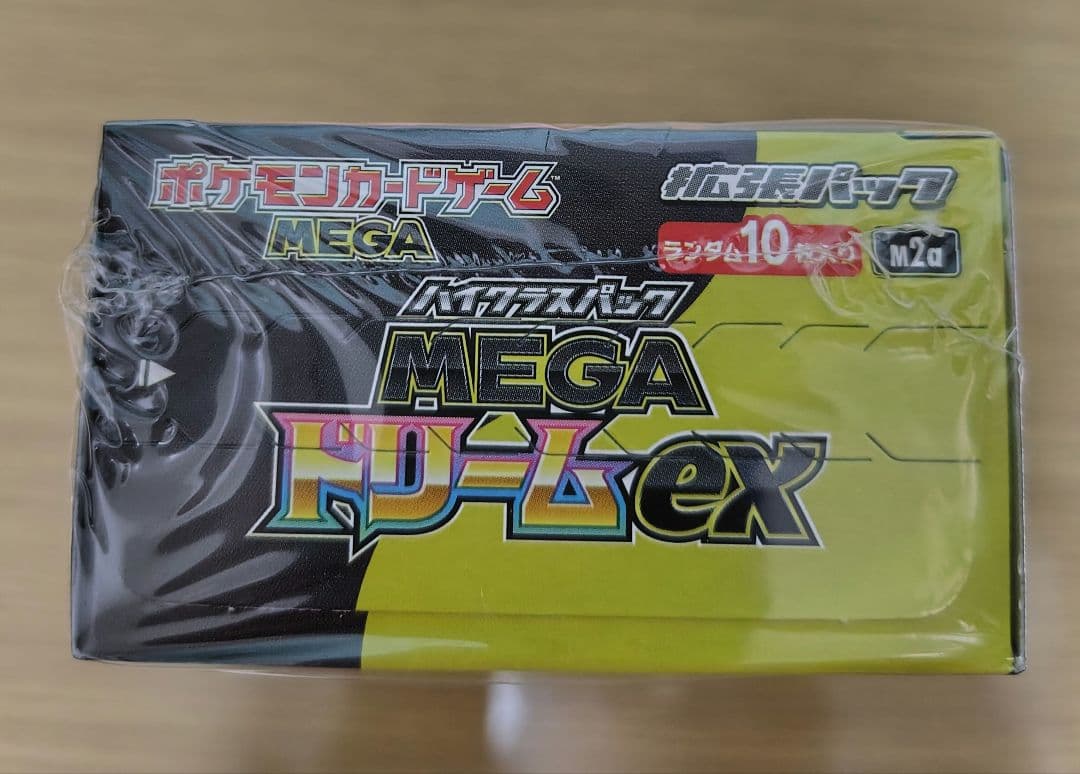 ポケモンカードゲーム™
MEGA
拡張パック
ランダム10枚入り
M2a
ハイクラスパック
MEGA
ドリームex